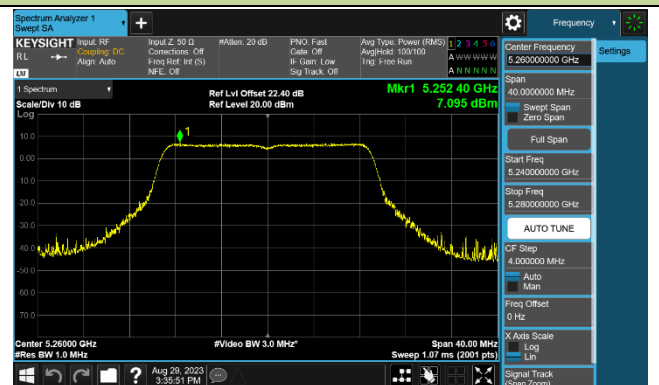 Spectrum Analyzer 1
Swept SA
Frequency
KEYSIGHT
RL
LXI
Input: RF
Coupling: DC
Align: Auto
Input Z: 50 Ω
Corrections: Off
Freq Ref: Int (S)
NFE: Off
#Atten: 20 dB
PNO: Fast
Gate: Off
IF Gain: Low
Sig Track: Off
Avg Type: Power (RMS)
Avg|Hold: 100/100
Trig: Free Run
1 2 3 4 5 6
A W W W W W
A N N N N N
Center Frequency
5.260000000 GHz
Settings
Span
40.0000000 MHz
Swept Span
Zero Span
Full Span
Start Freq
5.240000000 GHz
Stop Freq
5.280000000 GHz
AUTO TUNE
CF Step
4.000000 MHz
Auto
Man
Freq Offset
0 Hz
X Axis Scale
Log
Lin
Signal Track
(Span Zoom)
1 Spectrum
Scale/Div 10 dB
Log
Ref Lvl Offset 22.40 dB
Ref Level 20.00 dBm
Mkr1 5.252 40 GHz
7.095 dBm
1
10.0
0.00
-10.0
-20.0
-30.0
-40.0
-50.0
-60.0
-70.0
Center 5.26000 GHz
#Res BW 1.0 MHz
#Video BW 3.0 MHz*
Span 40.00 MHz
Sweep 1.07 ms (2001 pts)
Aug 29, 2023
3:35:51 PM